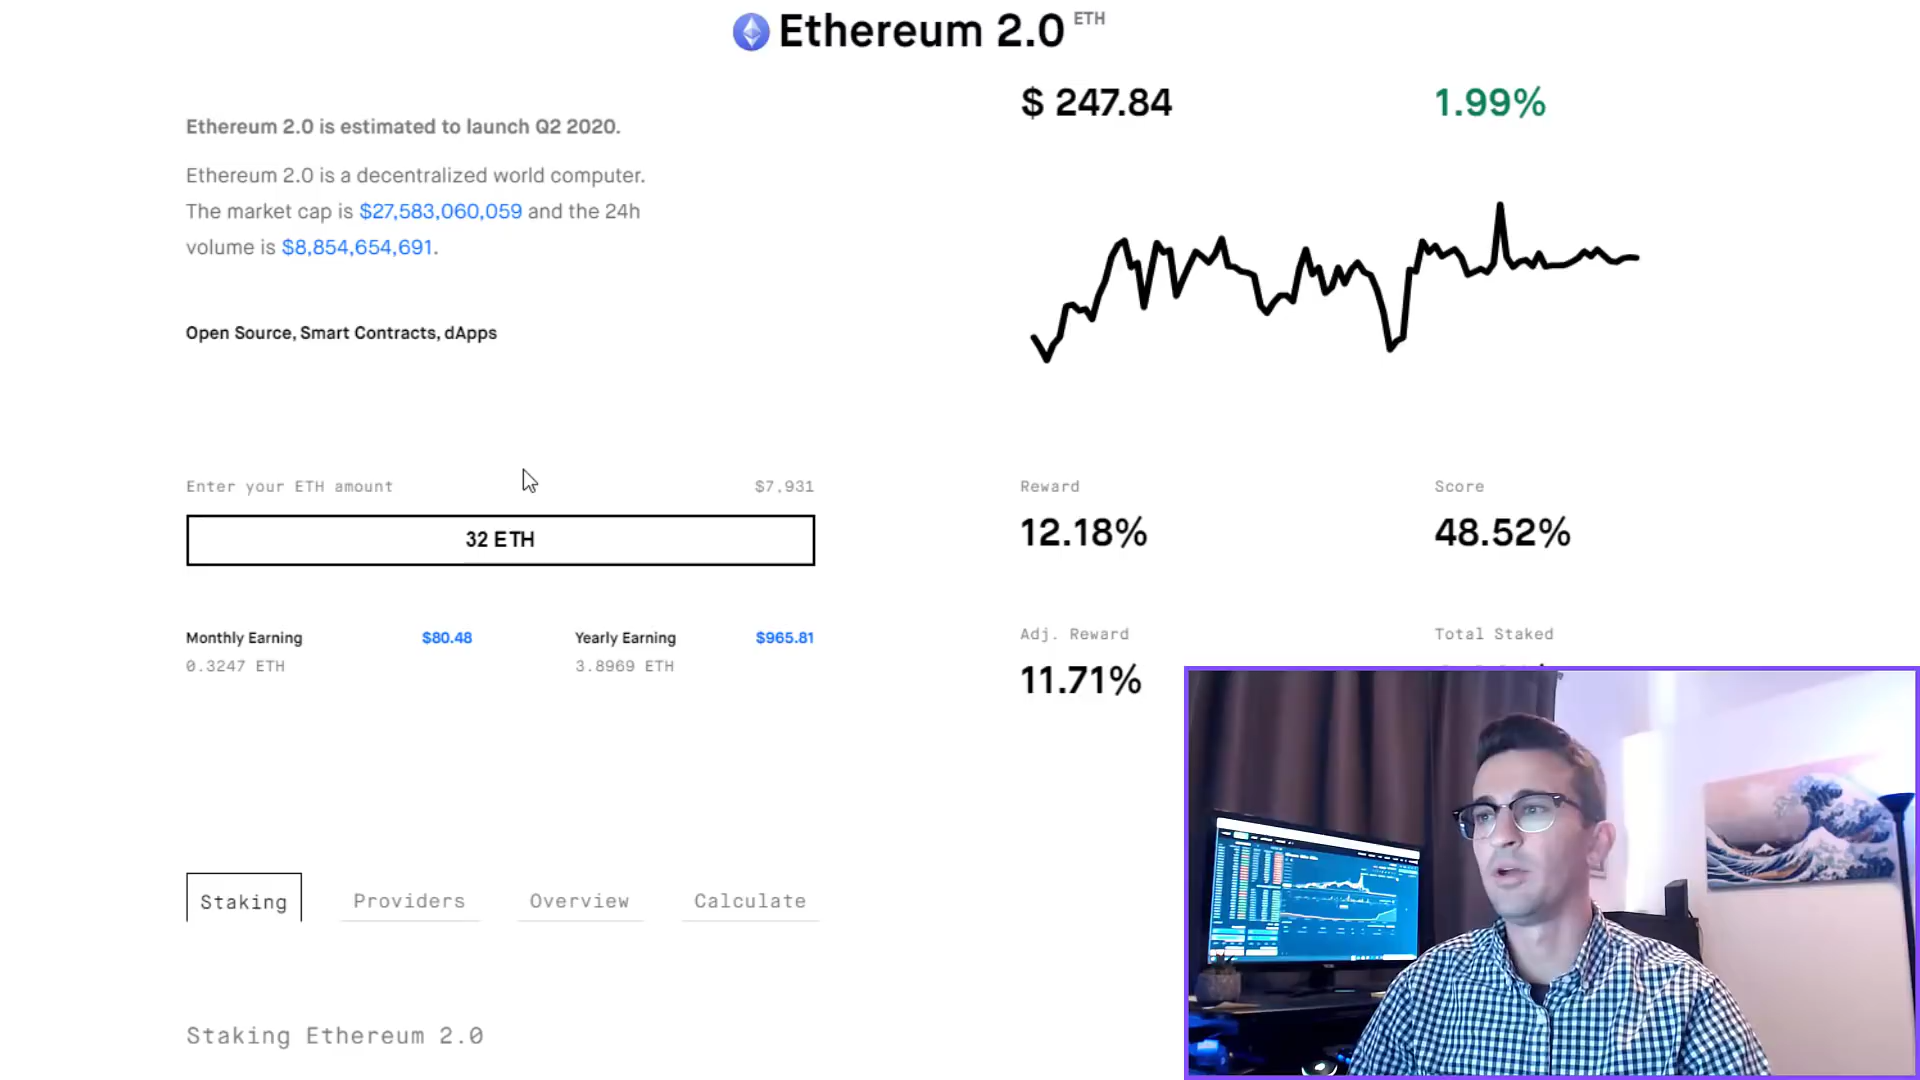 Ethereum 2.0 ETH
$ 247.84
1.99%
Ethereum 2.0 is estimated to launch Q2 2020.
Ethereum 2.0 is a decentralized world computer.
The market cap is $27,583,060,059 and the 24h
volume is $8,854,654,691.
Open Source, Smart Contracts, dApps
Enter your ETH amount
$7,931
32 ETH
Monthly Earning
$80.48
0.3247 ETH
Yearly Earning
$965.81
3.8969 ETH
Reward
12.18%
Score
48.52%
Adj. Reward
11.71%
Total Staked
Staking
Providers
Overview
Calculate
Staking Ethereum 2.0